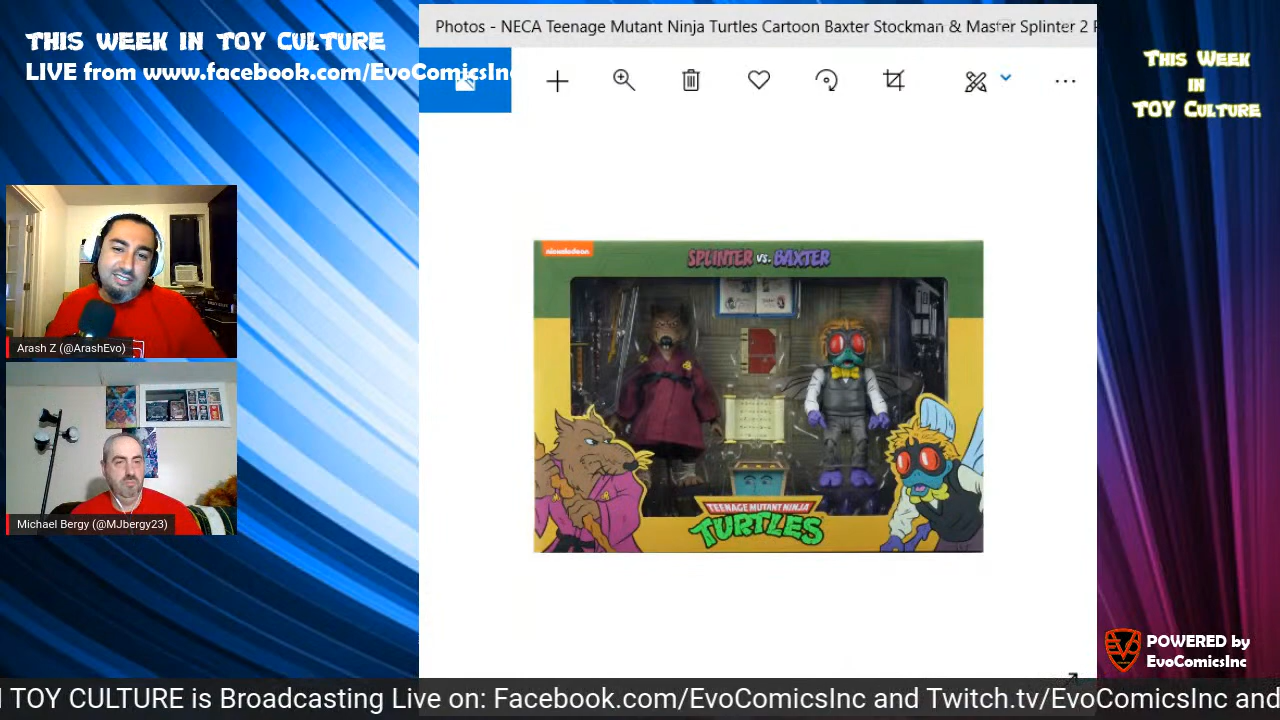 THIS WEEK IN TOY CULTURE
LIVE from www.facebook.com/EvoComicsInc
Photos - NECA Teenage Mutant Ninja Turtles Cartoon Baxter Stockman & Master Splinter 2 P
This Week
in
TOY Culture
nickelodeon
SPLINTER vs. BAXTER
TEENAGE MUTANT NINJA
TURTLES
Arash Z (@ArashEvo)
Michael Bergy (@MJbergy23)
EVO
POWERED by
EvoComicsInc
TOY CULTURE is Broadcasting Live on: Facebook.com/EvoComicsInc and Twitch.tv/EvoComicsInc and